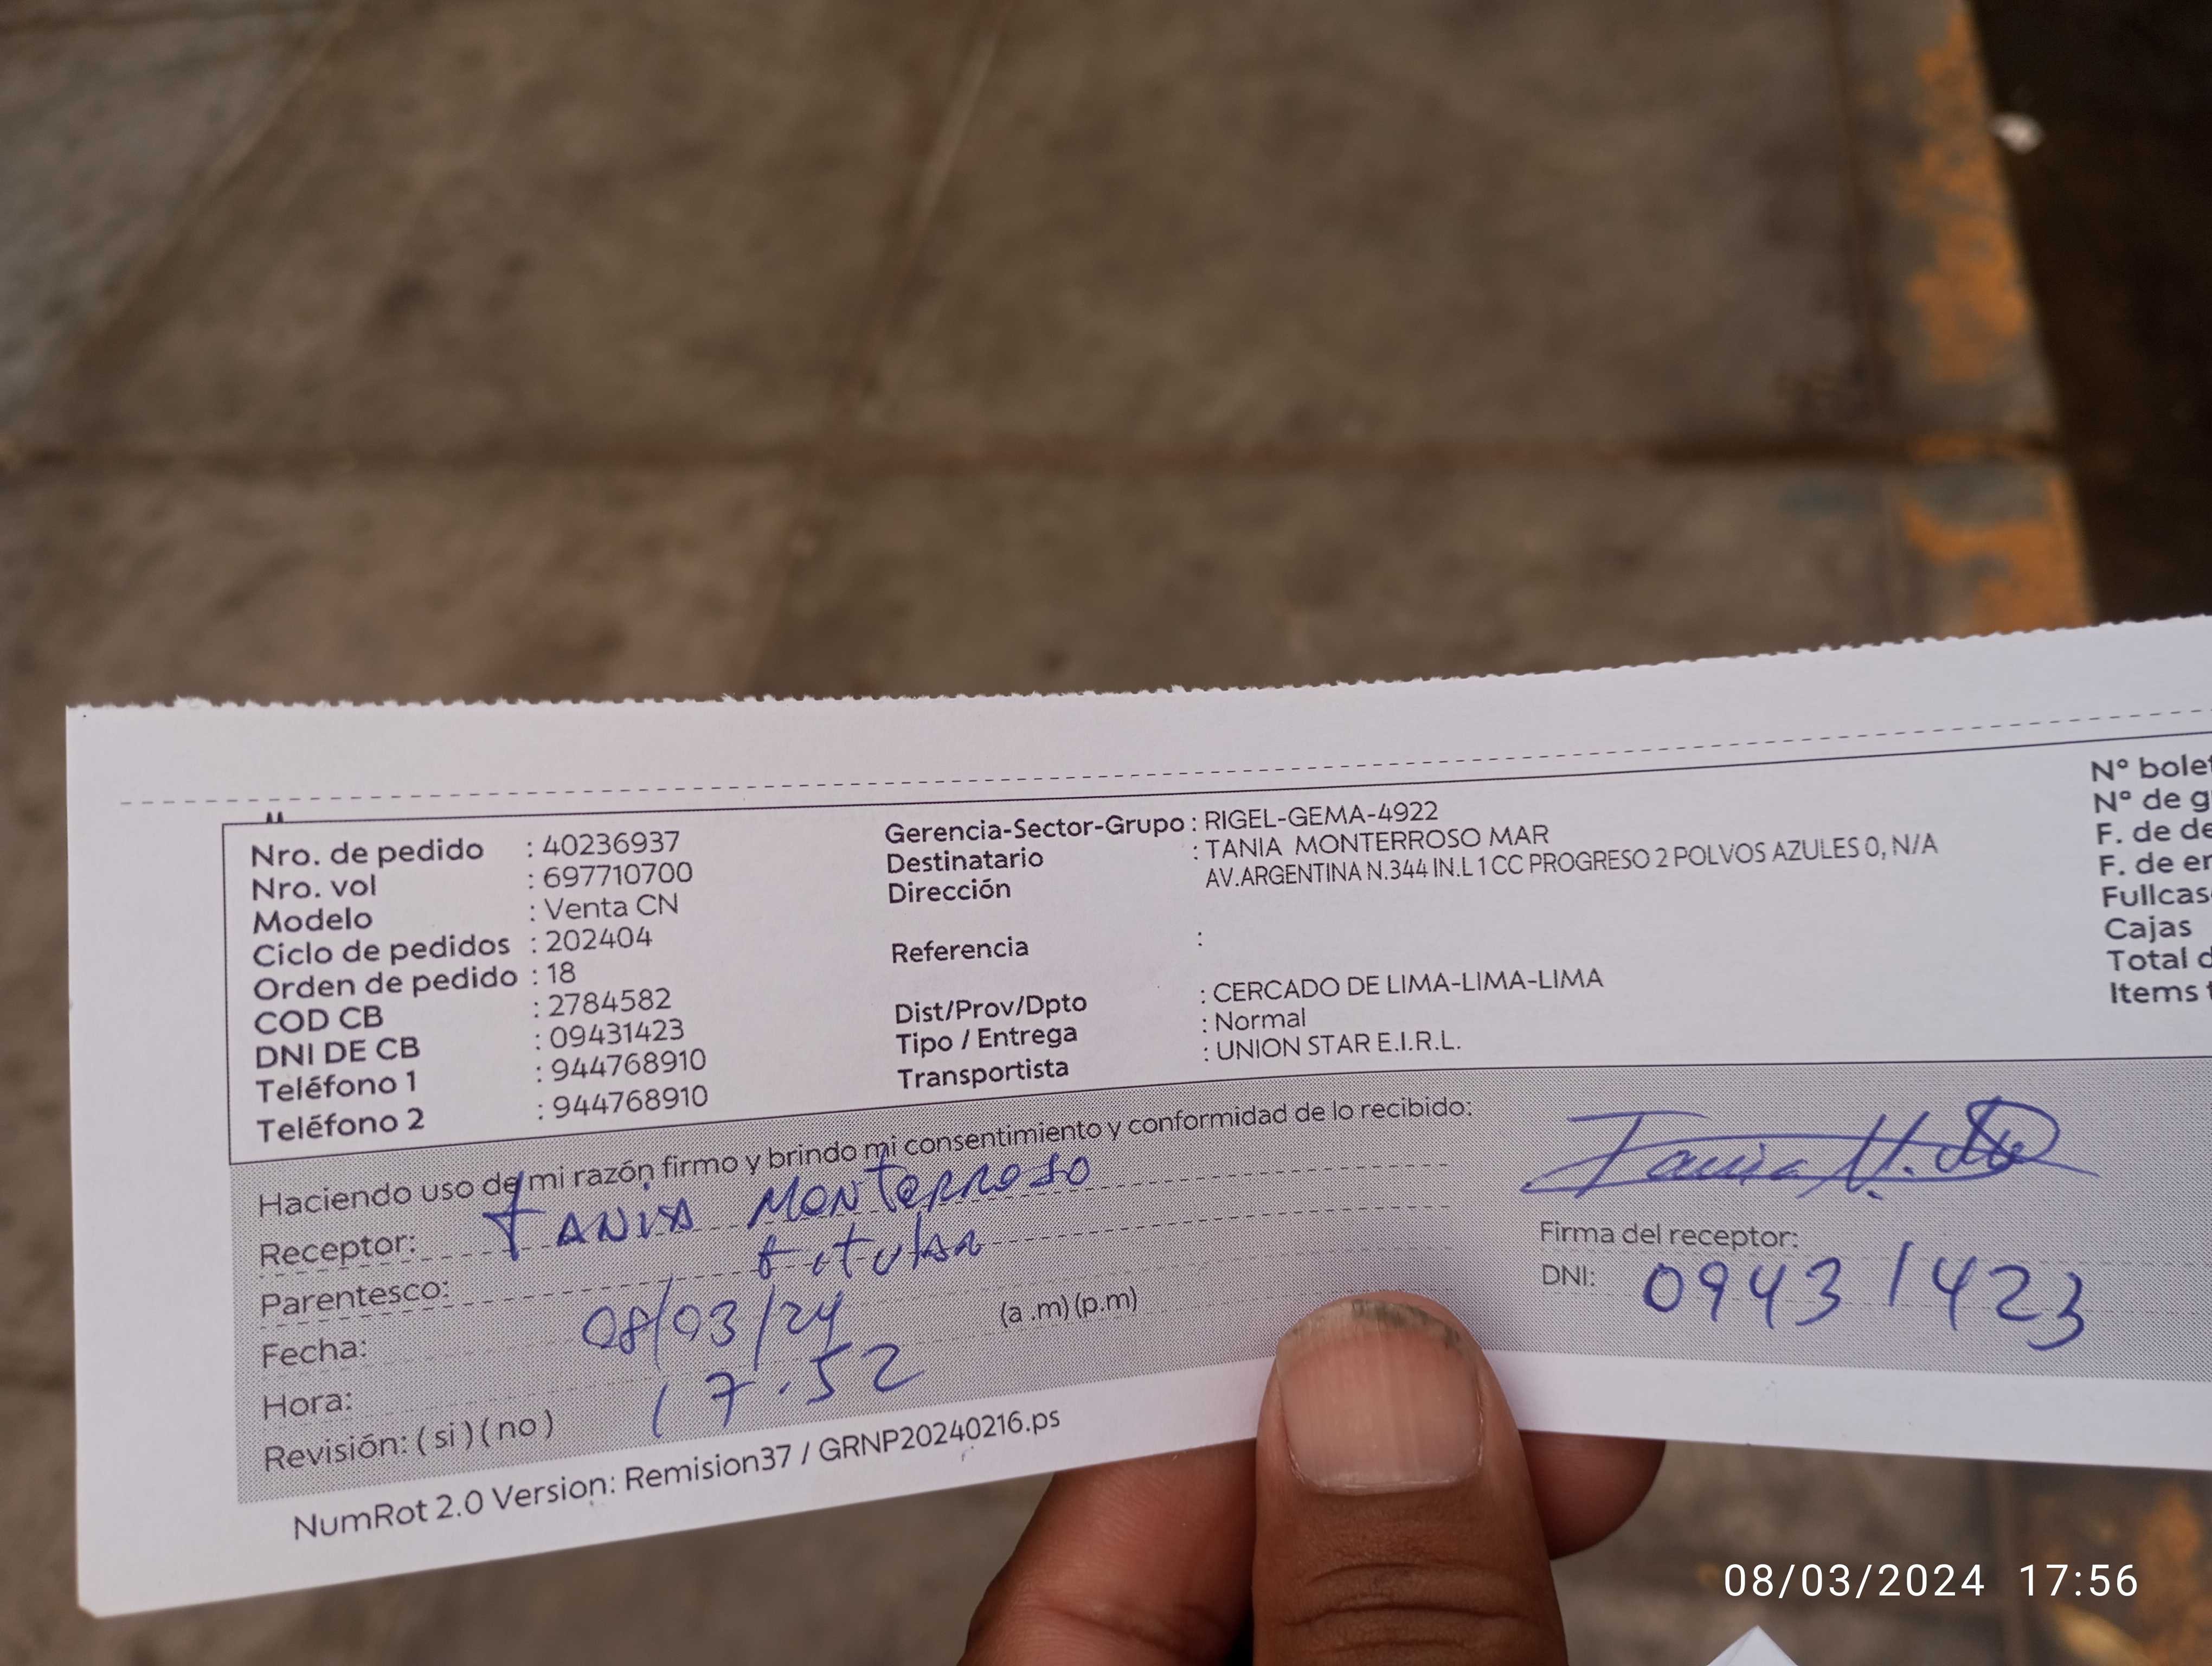 Nro. de pedido : 40236937
Nro. vol : 697710700
Modelo : Venta CN
Ciclo de pedidos : 202404
Orden de pedido : 18
COD CB : 2784582
DNI DE CB : 09431423
Teléfono 1 : 944768910
Teléfono 2 : 944768910
Gerencia-Sector-Grupo : RIGEL-GEMA-4922
Destinatario : TANIA MONTERROSO MAR
Dirección AV.ARGENTINA N.344 IN.L 1 CC PROGRESO 2 POLVOS AZULES 0, N/A
Referencia :
Dist/Prov/Dpto : CERCADO DE LIMA-LIMA-LIMA
Tipo / Entrega : Normal
Transportista : UNION STAR E.I.R.L.
N° bole
N° de g
F. de de
F. de en
Fullcas
Cajas
Total d
Items t
Haciendo uso de mi razón firmo y brindo mi consentimiento y conformidad de lo recibido:
Receptor: TANIA MONTERROSO
Parentesco: titular
Fecha: 08/03/24
Hora: 17.52 (a .m) (p.m)
Revisión: ( si ) ( no )
Firma del receptor:
DNI: 09431423
NumRot 2.0 Version: Remision37 / GRNP20240216.ps
08/03/2024 17:56